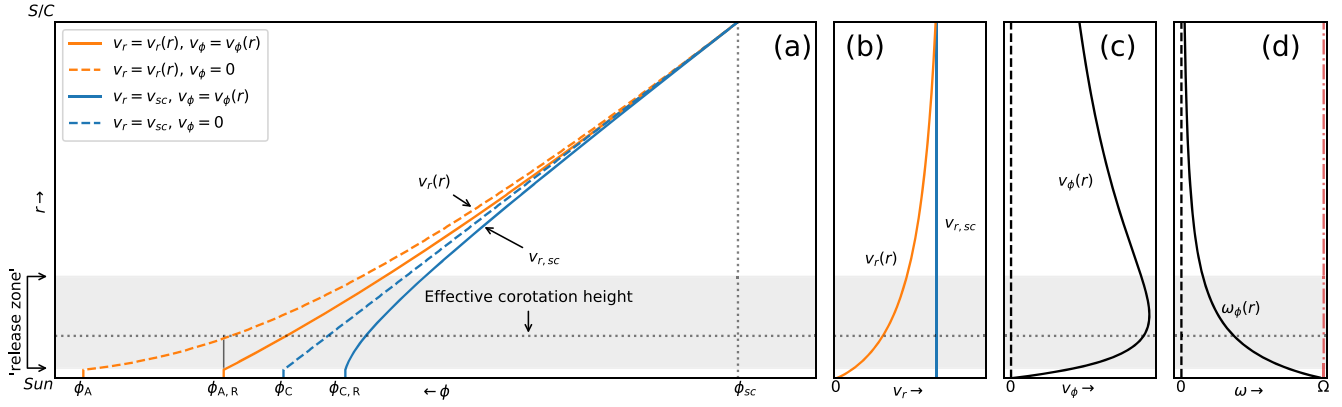 S/C
(a)
(b)
(c)
(d)
v_r = v_r(r), v_ϕ = v_ϕ(r)
v_r = v_r(r), v_ϕ = 0
v_r = v_sc, v_ϕ = v_ϕ(r)
v_r = v_sc, v_ϕ = 0
r→
v_r(r)
v_r,sc
'release zone'
Effective corotation height
v_r(r)
v_r,sc
v_ϕ(r)
ω_ϕ(r)
Sun
ϕ_A
ϕ_A,R
ϕ_C
ϕ_C,R
←ϕ
ϕ_sc
0
v_r→
0
v_ϕ→
0
ω→
Ω